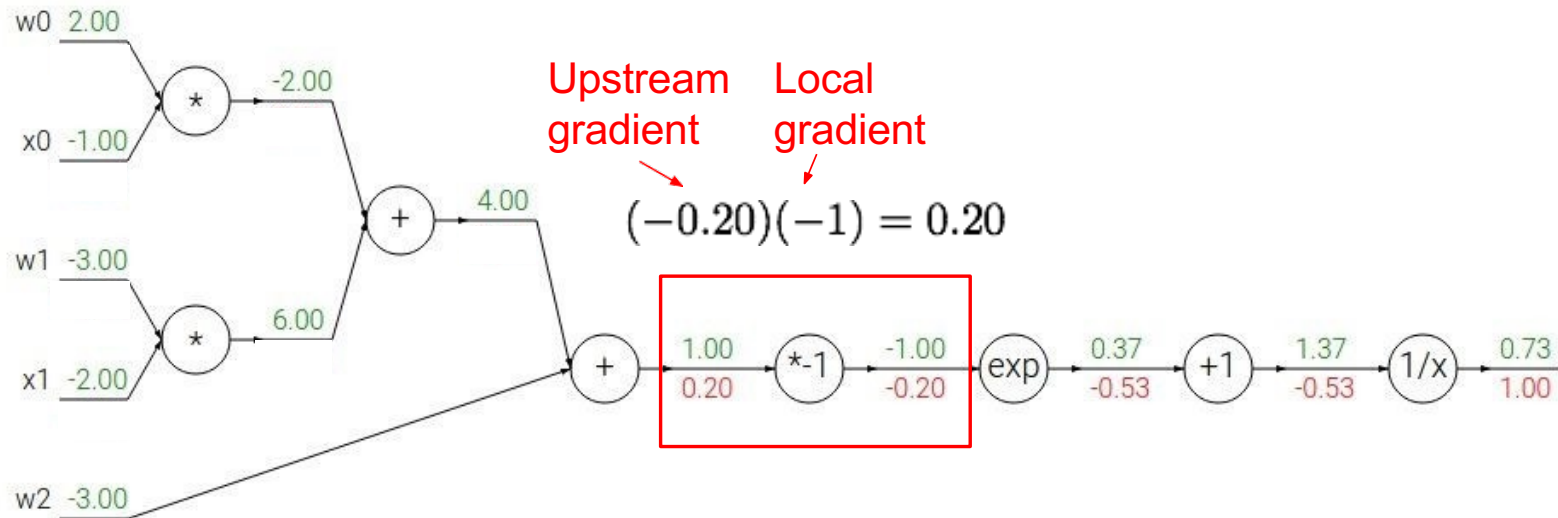 w0 2.00
*
-2.00
x0 -1.00
Upstream gradient
Local gradient
(-0.20)(-1) = 0.20
+
4.00
w1 -3.00
*
6.00
x1 -2.00
+
1.00
0.20
*-1
-1.00
-0.20
exp
0.37
-0.53
+1
1.37
-0.53
1/x
0.73
1.00
w2 -3.00